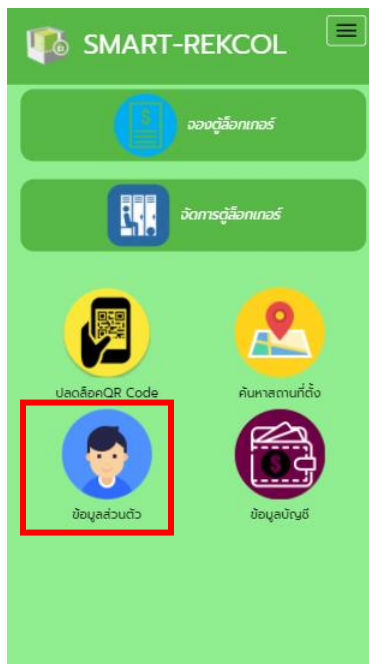 SMART-REKCOL
จองตู้ล็อกเกอร์
จัดการตู้ล็อกเกอร์
ปลดล็อคQR Code
ค้นหาสถานที่ตั้ง
ข้อมูลส่วนตัว
ข้อมูลบัญชี